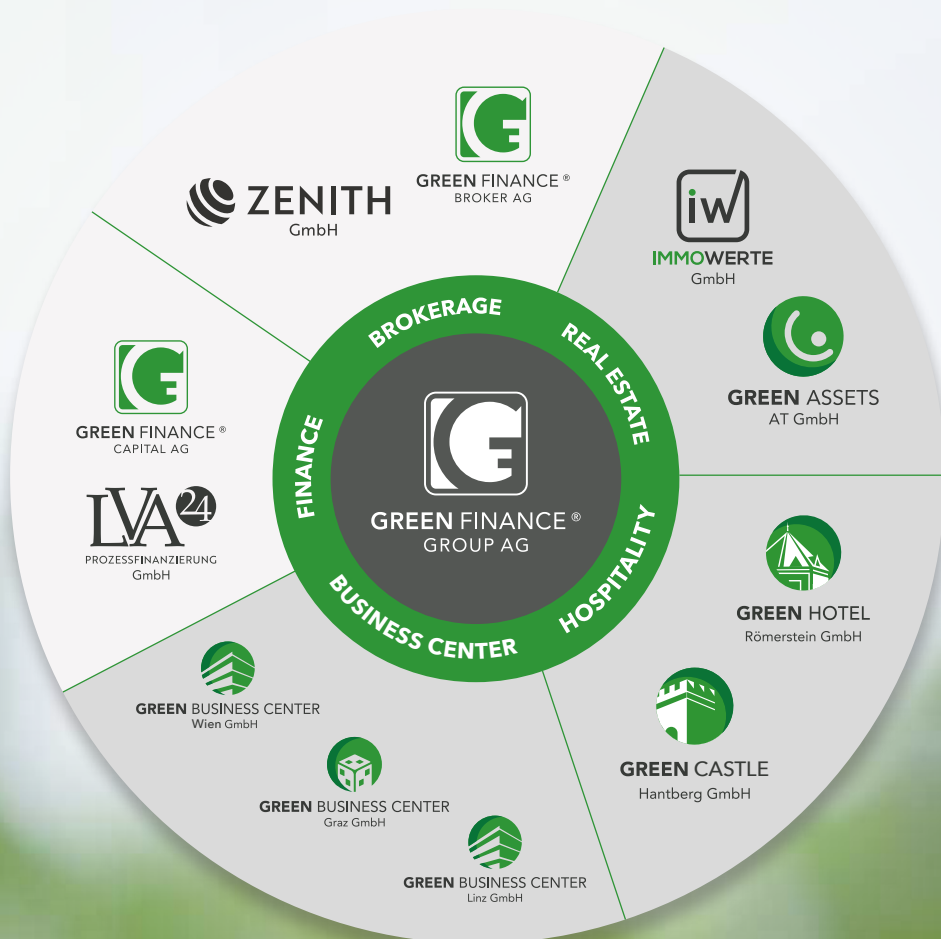 GREEN FINANCE®
BROKER AG
ZENITH
GmbH
iw
IMMOWERTE
GmbH
GREEN ASSETS
AT GmbH
BROKERAGE
REAL ESTATE
FINANCE
HOSPITALITY
BUSINESS CENTER
GREEN FINANCE®
GROUP AG
GREEN FINANCE®
CAPITAL AG
LVA24
PROZESSFINANZIERUNG
GmbH
GREEN HOTEL
Römerstein GmbH
GREEN CASTLE
Hantberg GmbH
GREEN BUSINESS CENTER
Wien GmbH
GREEN BUSINESS CENTER
Graz GmbH
GREEN BUSINESS CENTER
Linz GmbH